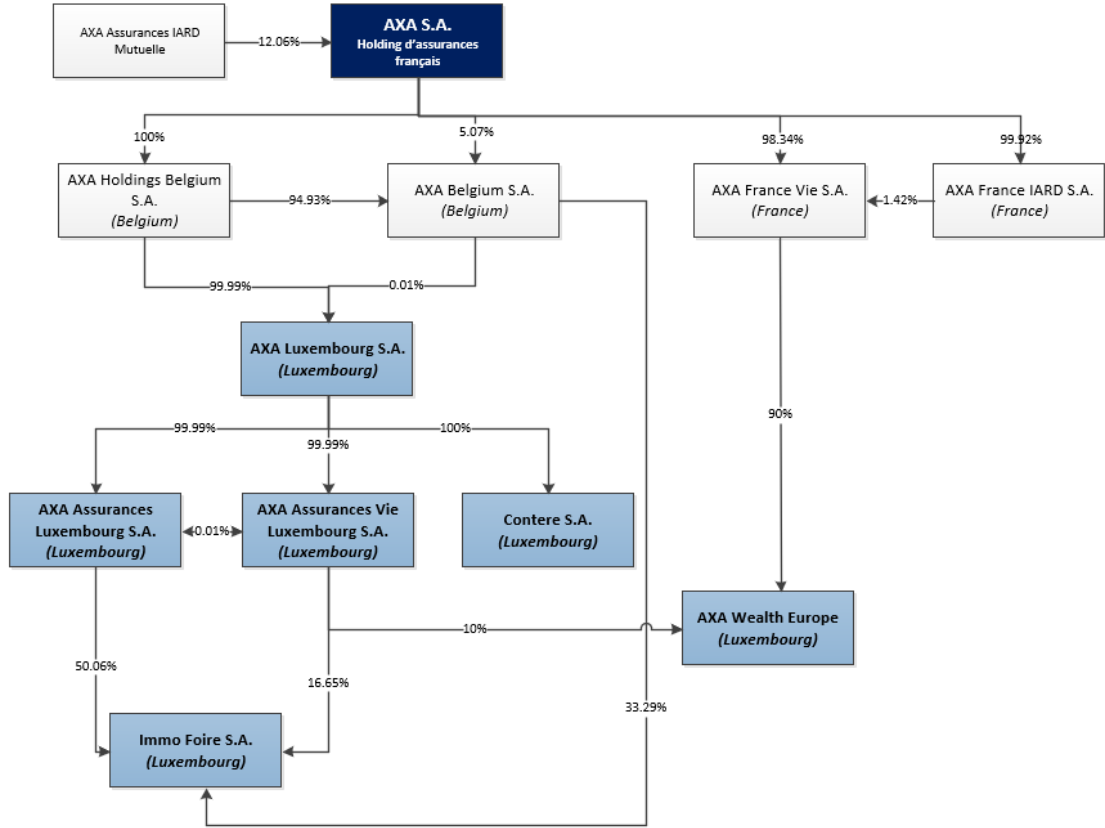 AXA Assurances IARD
Mutuelle
12.06%
AXA S.A.
Holding d'assurances
français
100%
5.07%
98.34%
99.92%
AXA Holdings Belgium
S.A.
(Belgium)
94.93%
AXA Belgium S.A.
(Belgium)
AXA France Vie S.A.
(France)
1.42%
AXA France IARD S.A.
(France)
99.99%
0.01%
AXA Luxembourg S.A.
(Luxembourg)
90%
99.99%
99.99%
100%
AXA Assurances
Luxembourg S.A.
(Luxembourg)
0.01%
AXA Assurances Vie
Luxembourg S.A.
(Luxembourg)
Contere S.A.
(Luxembourg)
AXA Wealth Europe
(Luxembourg)
10%
50.06%
16.65%
33.29%
Immo Foire S.A.
(Luxembourg)